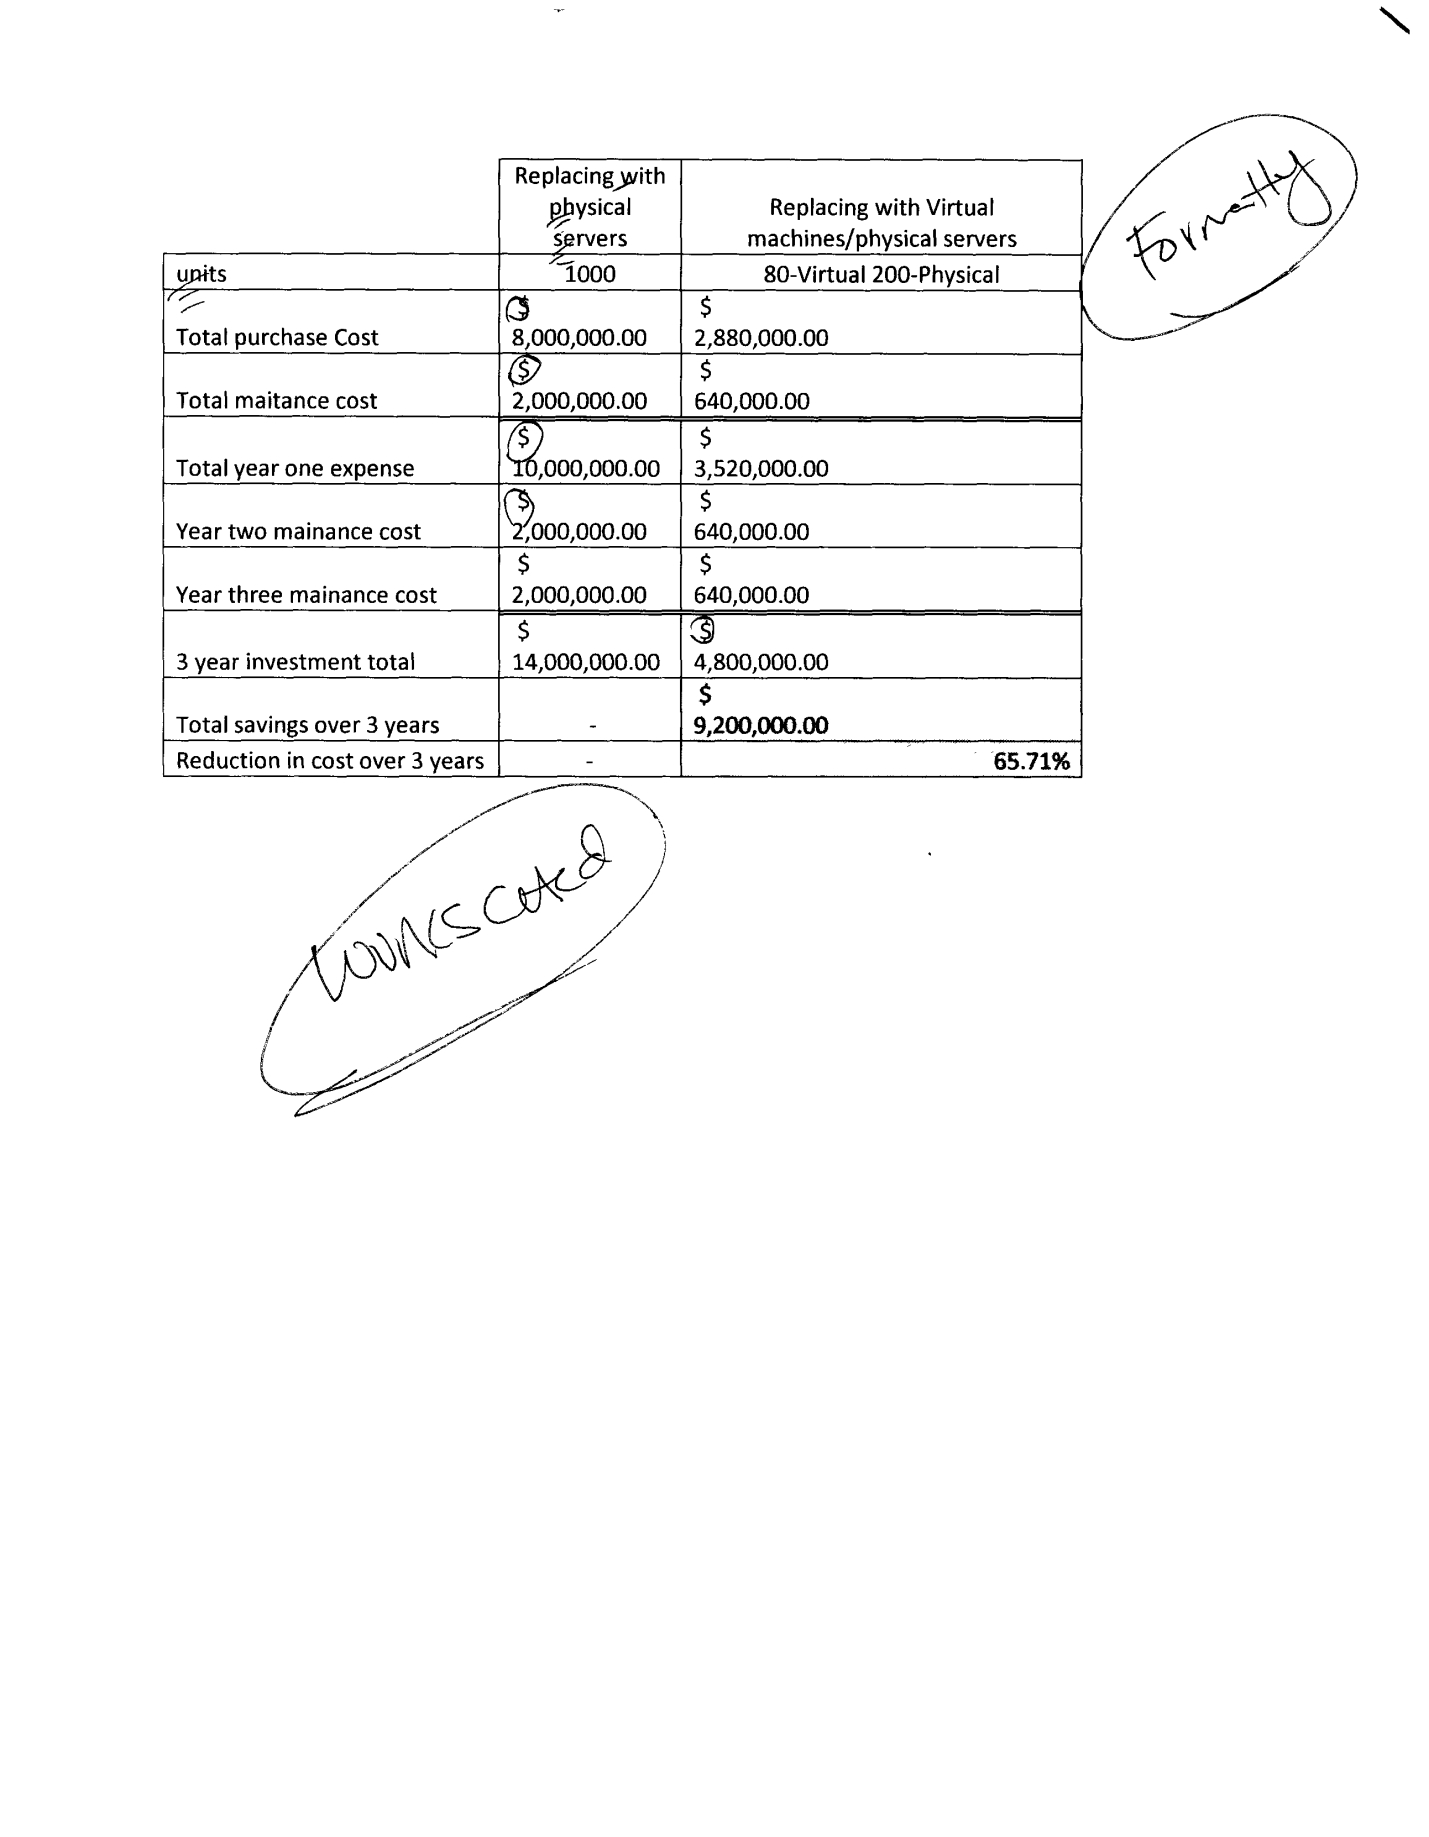 Replacing with
physical
servers
Replacing with Virtual
machines/physical servers
units 1000 80-Virtual 200-Physical
$ $
Total purchase Cost 8,000,000.00 2,880,000.00
$ $
Total maitance cost 2,000,000.00 640,000.00
$ $
Total year one expense 10,000,000.00 3,520,000.00
$ $
Year two mainance cost 2,000,000.00 640,000.00
$ $
Year three mainance cost 2,000,000.00 640,000.00
$ $
3 year investment total 14,000,000.00 4,800,000.00
$
Total savings over 3 years - 9,200,000.00
Reduction in cost over 3 years - 65.71%
works cited